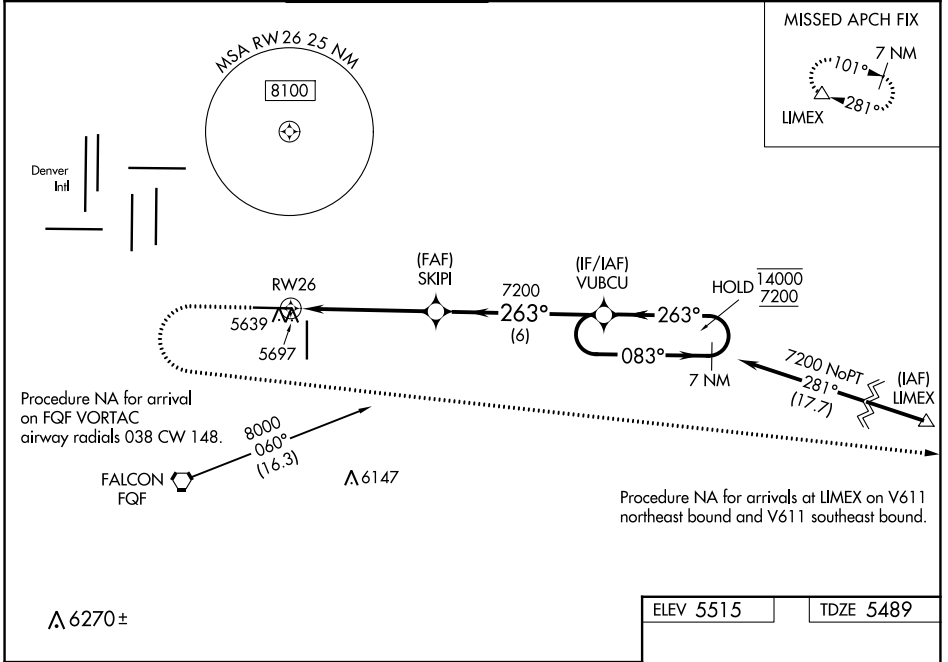 MSA RW26 25 NM
8100
MISSED APCH FIX
7 NM
101°
281°
LIMEX
Denver
Intl
(FAF)
SKIPI
(IF/IAF)
VUBCU
HOLD
14000
7200
RW26
7200
263°
(6)
263°
5639
5697
083°
7 NM
7200 NoPT
281°
(17.7)
(IAF)
LIMEX
Procedure NA for arrival
on FQF VORTAC
airway radials 038 CW 148.
8000
060°
(16.3)
FALCON
FQF
6147
Procedure NA for arrivals at LIMEX on V611
northeast bound and V611 southeast bound.
6270±
ELEV 5515
TDZE 5489